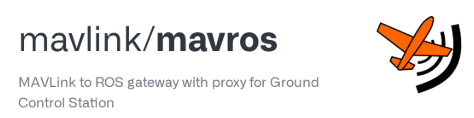 mavlink/mavros
MAVLink to ROS gateway with proxy for Ground
Control Station